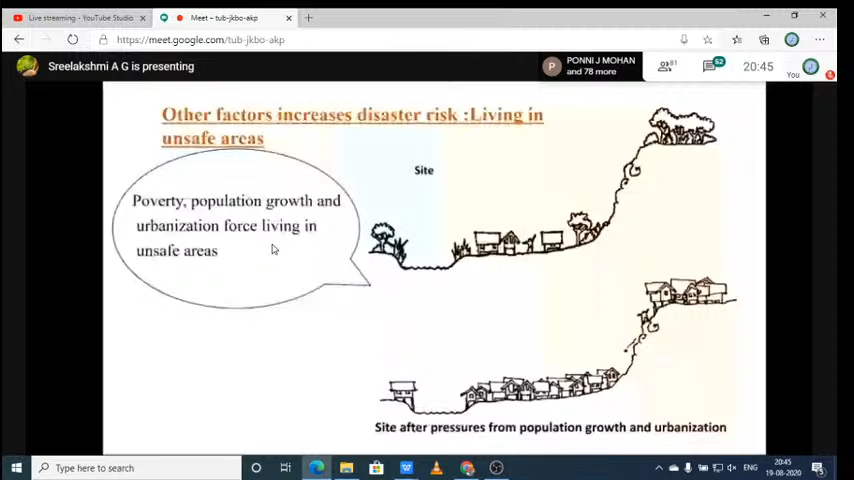 Live streaming - YouTube Studio
Meet – tub-jkbo-akp
https://meet.google.com/tub-jkbo-akp
Sreelakshmi A G is presenting
P
PONNI J MOHAN
and 78 more
81
52
20:45
You
Other factors increases disaster risk :Living in
unsafe areas
Site
Poverty, population growth and
urbanization force living in
unsafe areas
Site after pressures from population growth and urbanization
Type here to search
ENG
20:45
19-08-2020
5